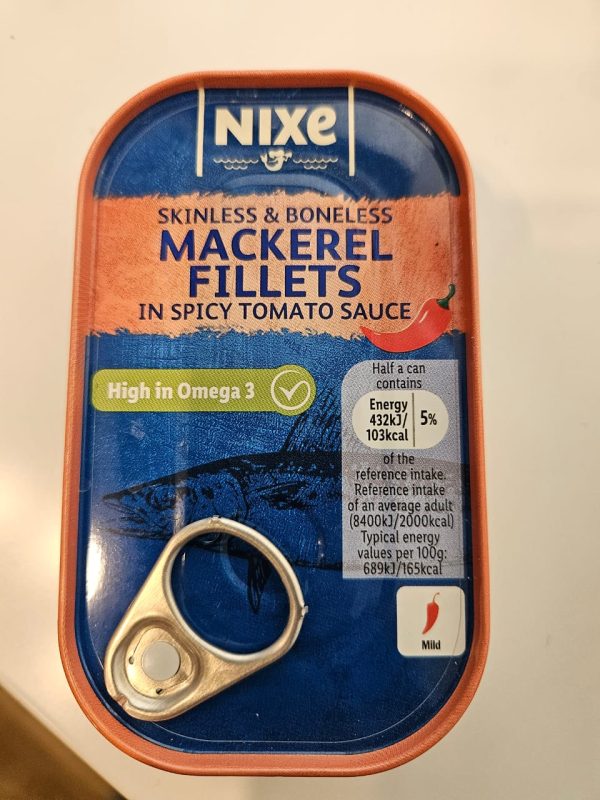 NIXe
SKINLESS & BONELESS
MACKEREL
FILLETS
IN SPICY TOMATO SAUCE
High in Omega 3
Half a can
contains
Energy
432kJ/
103kcal
5%
of the
reference intake.
Reference intake
of an average adult
(8400kJ/2000kcal)
Typical energy
values per 100g:
689kJ/165kcal
Mild